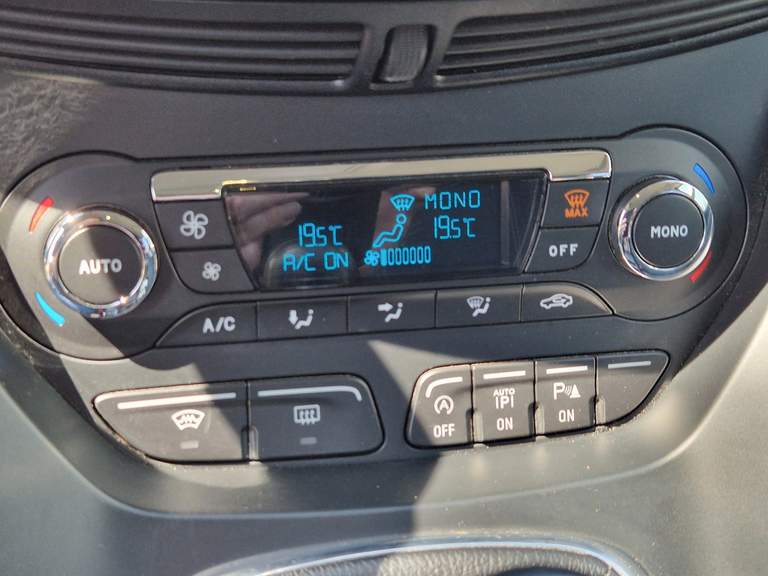 MONO
19.5°C 19.5°C
A/C ON
MAX
AUTO
OFF
MONO
A/C
OFF
AUTO
P
ON
P
ON